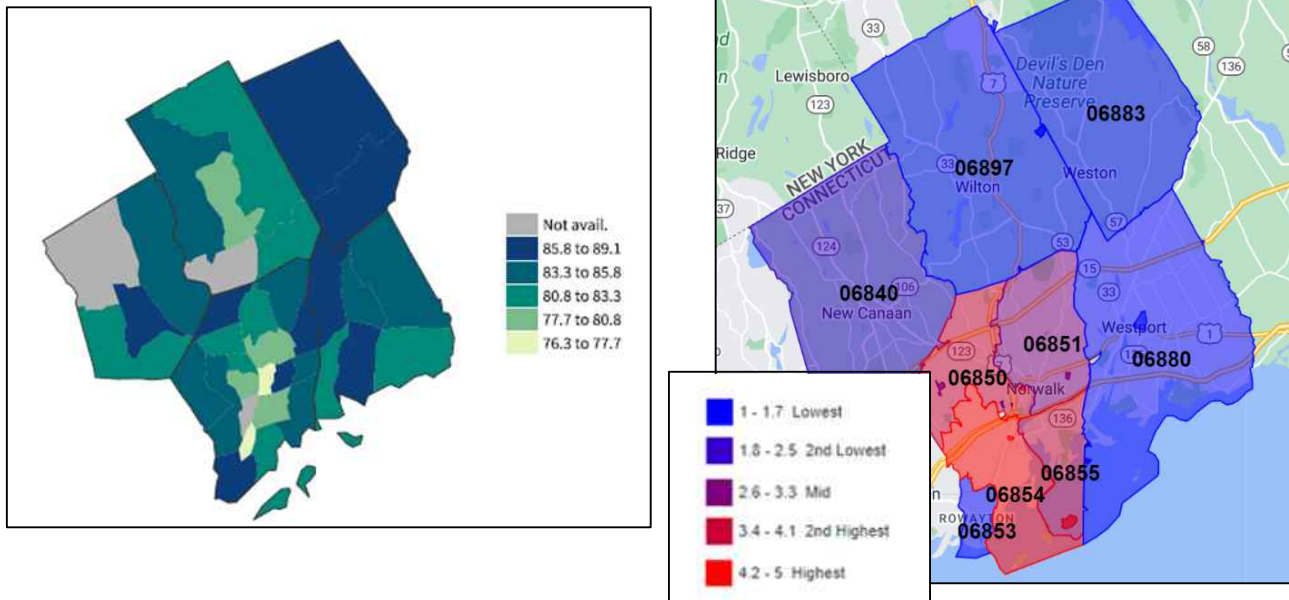 Not avail.
85.8 to 89.1
83.3 to 85.8
80.8 to 83.3
77.7 to 80.8
76.3 to 77.7
33
58
136
Lewisboro
123
7
Devil's Den
Nature
Preserve
06883
Ridge
NEW YORK
CONNECTICUT
33
06897
Wilton
Weston
37
57
124
53
15
06840
106
New Canaan
33
Westport
1
06880
123
06851
7
06850
Norwalk
136
06855
06854
ROWAYTON
06853
1 - 1.7 Lowest
1.8 - 2.5 2nd Lowest
2.6 - 3.3 Mid
3.4 - 4.1 2nd Highest
4.2 - 5 Highest